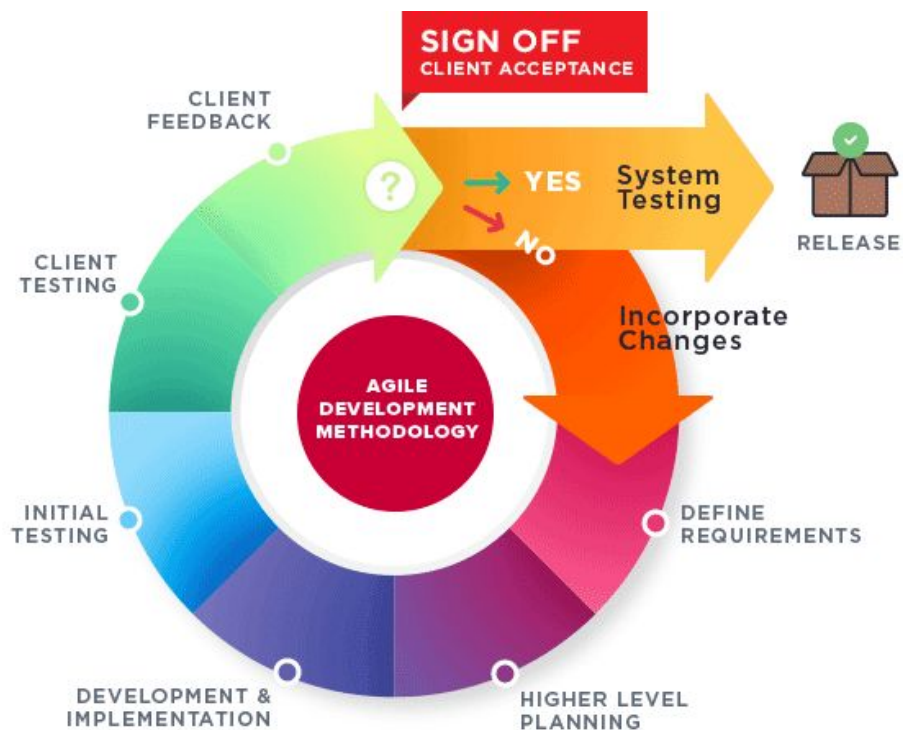 SIGN OFF
CLIENT ACCEPTANCE
CLIENT
FEEDBACK
?
YES
NO
System
Testing
RELEASE
CLIENT
TESTING
Incorporate
Changes
AGILE
DEVELOPMENT
METHODOLOGY
INITIAL
TESTING
DEFINE
REQUIREMENTS
DEVELOPMENT &
IMPLEMENTATION
HIGHER LEVEL
PLANNING